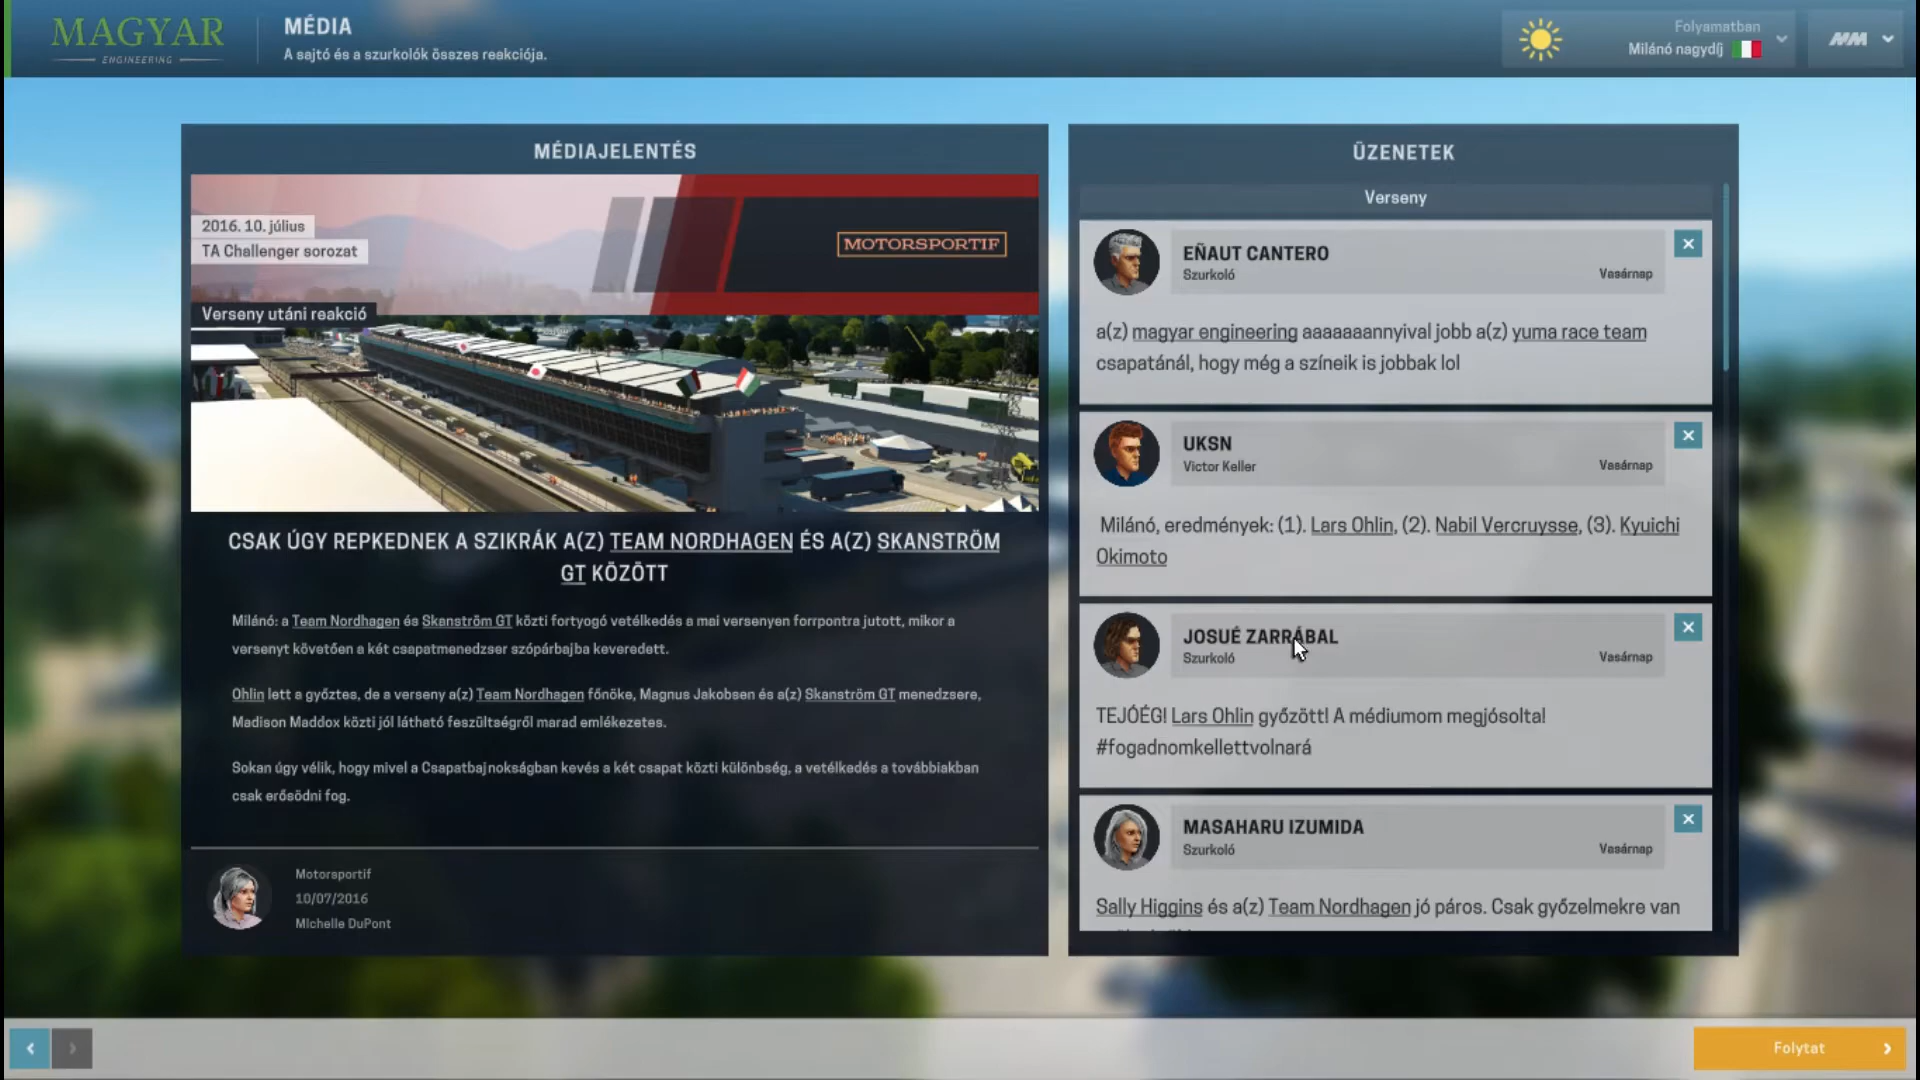 MAGYAR
ENGINEERING
MÉDIA
A sajtó és a szurkolók összes reakciója.
Folyamatban
Milánó nagydíj
MM
MÉDIAJELENTÉS
2016. 10. július
TA Challenger sorozat
MOTORSPORTIF
Verseny utáni reakció
CSAK ÚGY REPKEDNEK A SZIKRÁK A(Z) TEAM NORDHAGEN ÉS A(Z) SKANSTRÖM
GT KÖZÖTT
Milánó: a Team Nordhagen és Skanström GT közti fortyogó vetélkedés a mai versenyen forrpontra jutott, mikor a
versenyt követően a két csapatmenedzser szópárbajba keveredett.
Ohlin lett a győztes, de a verseny a(z) Team Nordhagen főnöke, Magnus Jakobsen és a(z) Skanström GT menedzsere,
Madison Maddox közti jól látható feszültségről marad emlékezetes.
Sokan úgy vélik, hogy mivel a Csapatbajnokságban kevés a két csapat közti különbség, a vetélkedés a továbbiakban
csak erősödni fog.
Motorsportif
10/07/2016
Michelle DuPont
ÜZENETEK
Verseny
EÑAUT CANTERO
Szurkoló
Vasárnap
a(z) magyar engineering aaaaaaannyival jobb a(z) yuma race team
csapatánál, hogy még a színeik is jobbak lol
UKSN
Victor Keller
Vasárnap
Milánó, eredmények: (1). Lars Ohlin, (2). Nabil Vercruysse, (3). Kyuichi
Okimoto
JOSUÉ ZARRÁBAL
Szurkoló
Vasárnap
TEJÓÉG! Lars Ohlin győzött! A médiumom megjósolta!
#fogadnomkellettvolnará
MASAHARU IZUMIDA
Szurkoló
Vasárnap
Sally Higgins és a(z) Team Nordhagen jó páros. Csak győzelmekre van
Folytat